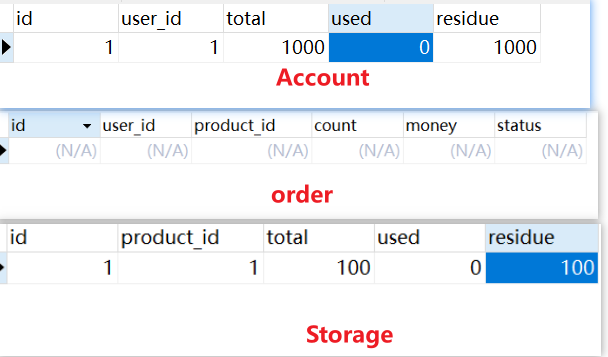 id user_id total used residue
1 1 1000 0 1000
Account
id user_id product_id count money status
(N/A) (N/A) (N/A) (N/A) (N/A) (N/A)
order
id product_id total used residue
1 1 100 0 100
Storage